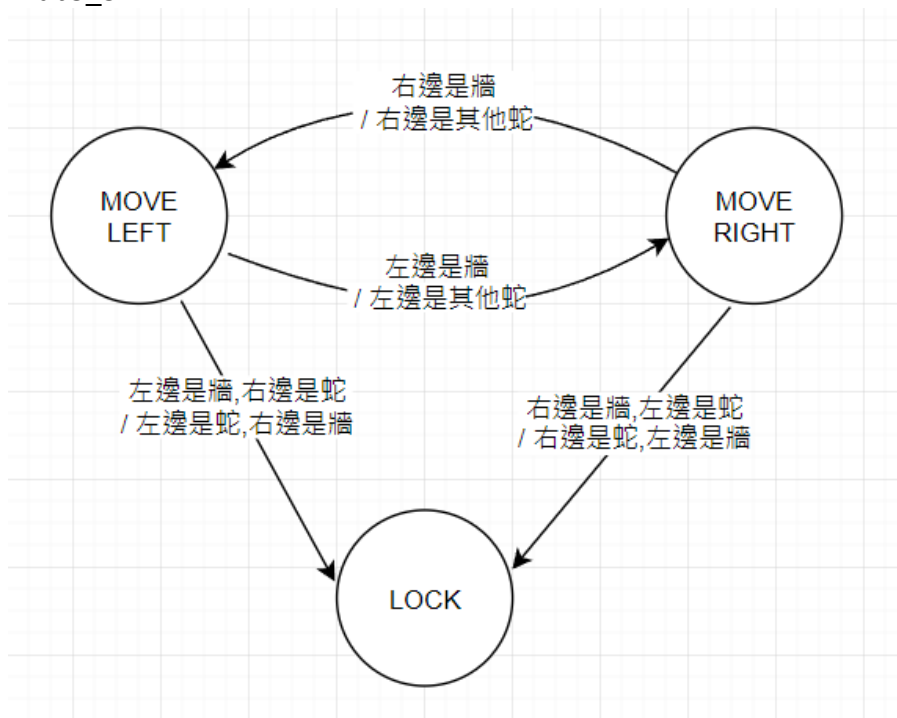 右邊是牆
/ 右邊是其他蛇
MOVE
LEFT
MOVE
RIGHT
左邊是牆
/ 左邊是其他蛇
左邊是牆,右邊是蛇
/ 左邊是蛇,右邊是牆
右邊是牆,左邊是蛇
/ 右邊是蛇,左邊是牆
LOCK